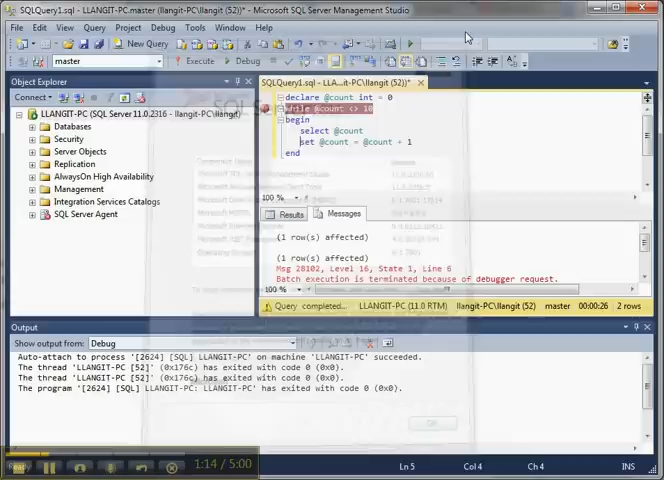 SQLQuery1.sql - LLANGIT-PC.master (llangit-PC\llangit (52))* - Microsoft SQL Server Management Studio
File Edit View Query Project Debug Tools Window Help
New Query
master Execute Debug
Object Explorer
Connect
LLANGIT-PC (SQL Server 11.0.2316 - llangit-PC\llangit)
Databases
Security
Server Objects
Replication
AlwaysOn High Availability
Management
Integration Services Catalogs
SQL Server Agent
SQLQuery1.sql - LLA...it-PC\llangit (52))*
declare @count int = 0
while @count <> 10
begin
select @count
set @count = @count + 1
end
100 %
Results Messages
(1 row(s) affected)
(1 row(s) affected)
Msg 28102, Level 16, State 1, Line 6
Batch execution is terminated because of debugger request.
100 %
Query completed... LLANGIT-PC (11.0 RTM) llangit-PC\llangit (52) master 00:00:26 2 rows
Output
Show output from: Debug
Auto-attach to process '[2624] [SQL] LLANGIT-PC' on machine 'LLANGIT-PC' succeeded.
The thread 'LLANGIT-PC [52]' (0x176c) has exited with code 0 (0x0).
The thread 'LLANGIT-PC [52]' (0x176c) has exited with code 0 (0x0).
The program '[2624] [SQL] LLANGIT-PC: LLANGIT-PC' has exited with code 0 (0x0).
Ready
1:14 / 5:00
Ln 5 Col 4 Ch 4 INS